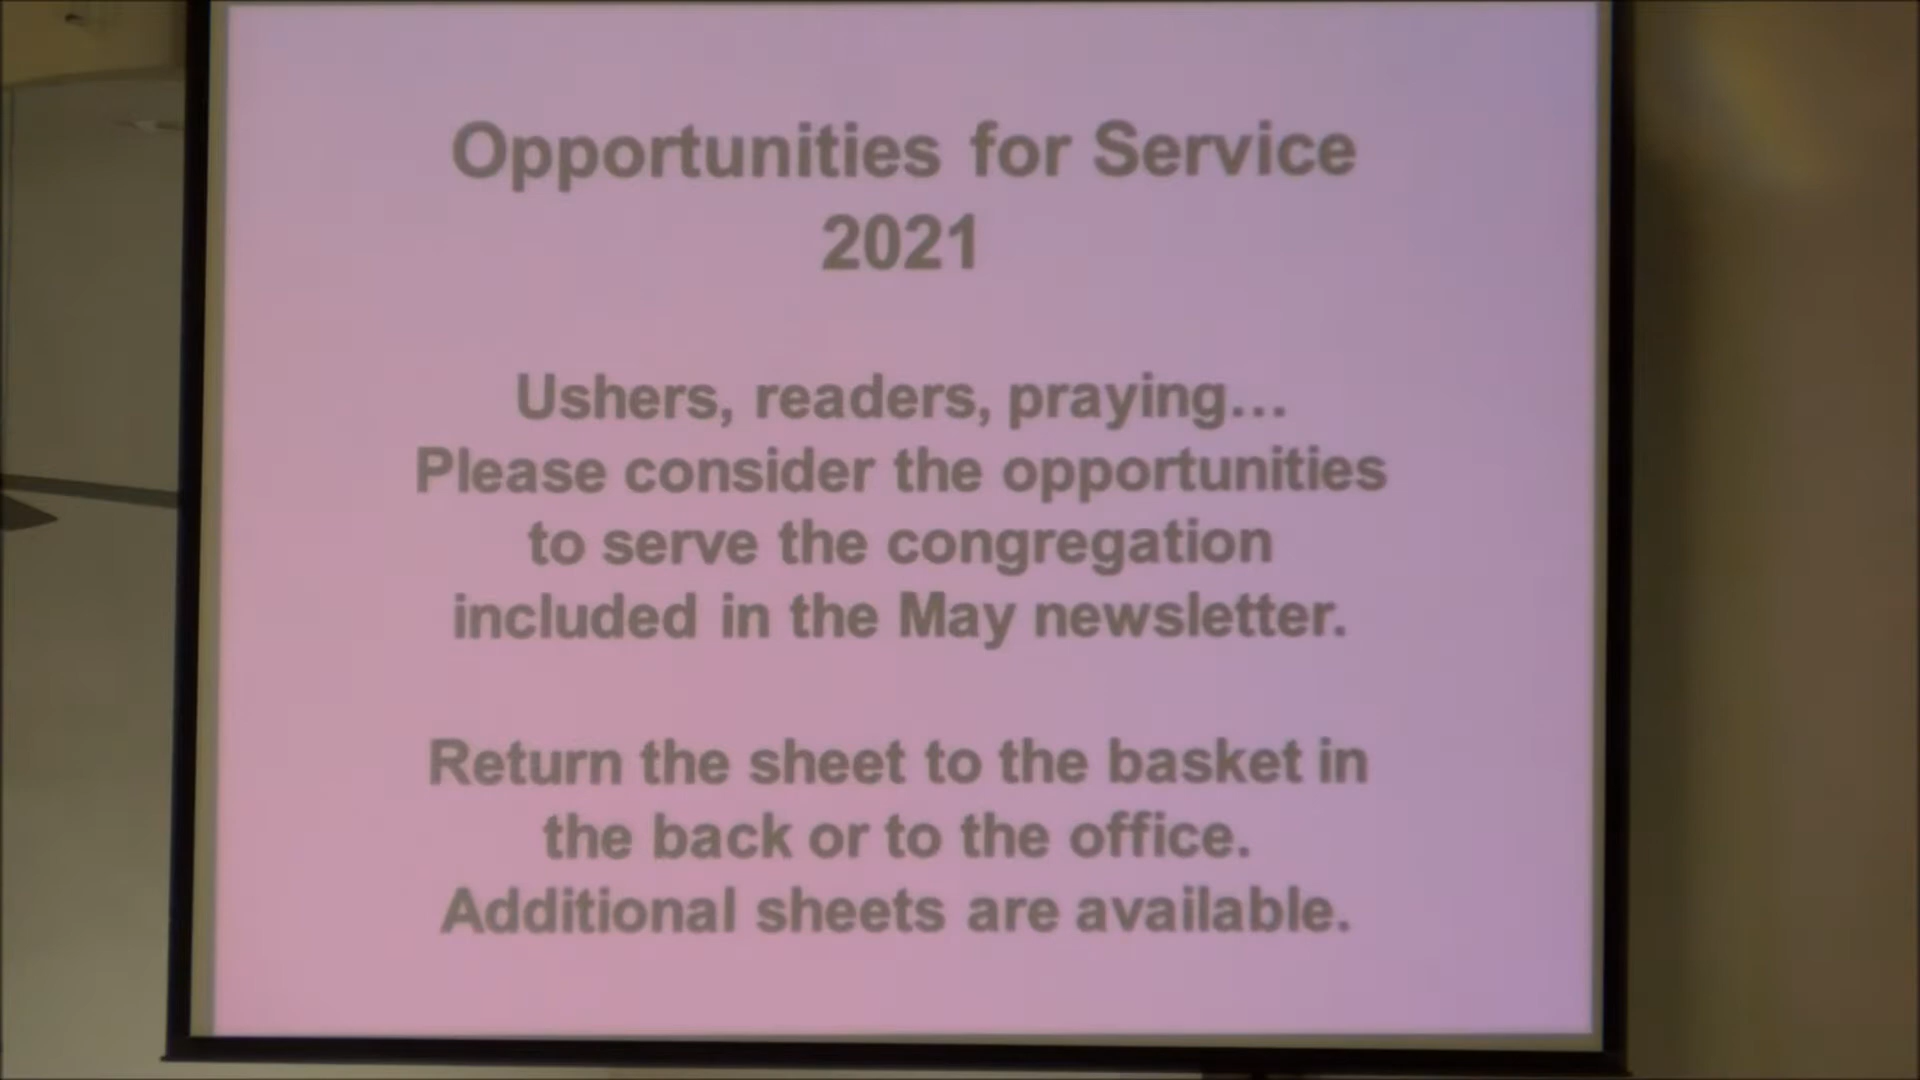 Opportunities for Service
2021
Ushers, readers, praying...
Please consider the opportunities
to serve the congregation
included in the May newsletter.
Return the sheet to the basket in
the back or to the office.
Additional sheets are available.